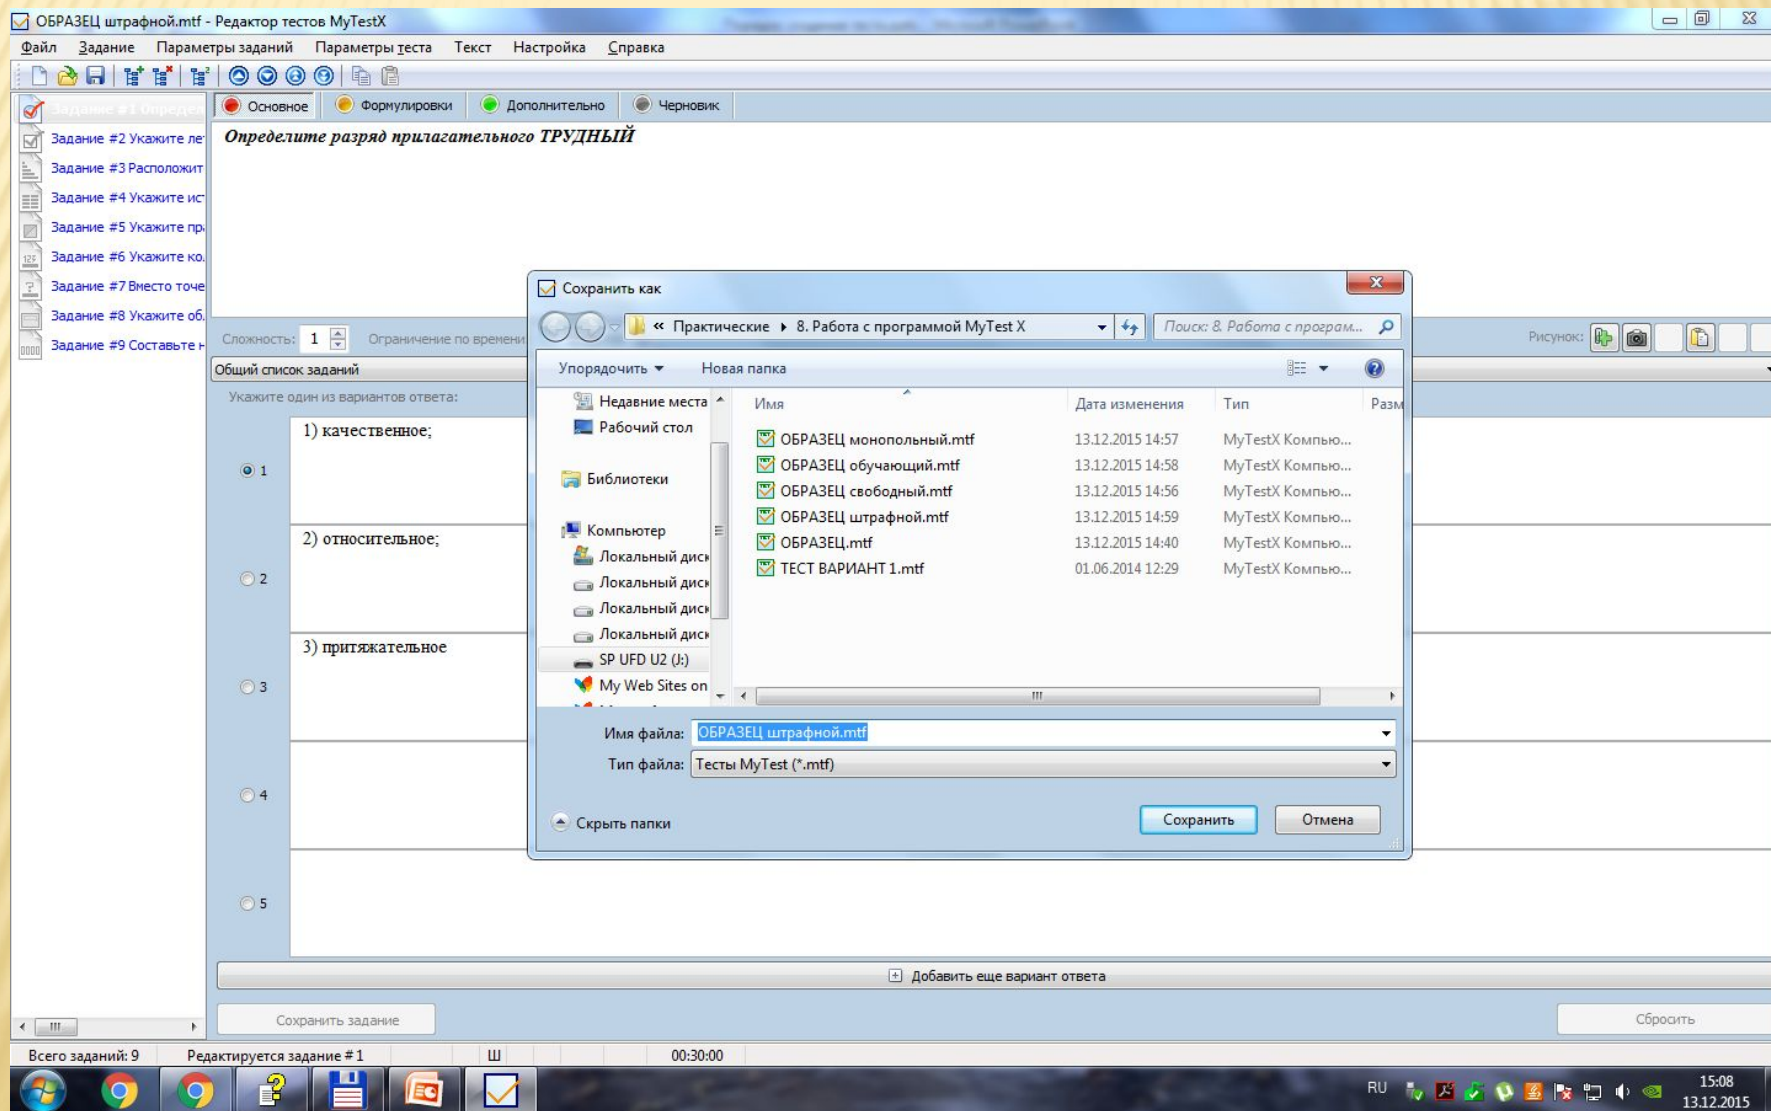 ОБРАЗЕЦ штрафной.mtf - Редактор тестов MyTestX
Файл Задание Параметры заданий Параметры теста Текст Настройка Справка
Основное Формулировки Дополнительно Черновик
Задание #1 Определ
Задание #2 Укажите ле
Задание #3 Расположит
Задание #4 Укажите ис
Задание #5 Укажите пр
Задание #6 Укажите ко
Задание #7 Вместо точе
Задание #8 Укажите об
Задание #9 Составьте н
Определите разряд прилагательного ТРУДНЫЙ
Сложность: 1 Ограничение по времени
Рисунок:
Общий список заданий
Укажите один из вариантов ответа:
1) качественное;
1
2) относительное;
2
3) притяжательное
3
4
5
Сохранить как
« Практические 8. Работа с программой MyTest X
Поиск: 8. Работа с програм...
Упорядочить Новая папка
Недавние места
Рабочий стол
Библиотеки
Компьютер
Локальный диск
Локальный диск
Локальный диск
Локальный диск
SP UFD U2 (J:)
My Web Sites on
Имя Дата изменения Тип Разм
ОБРАЗЕЦ монопольный.mtf 13.12.2015 14:57 MyTestX Компью...
ОБРАЗЕЦ обучающий.mtf 13.12.2015 14:58 MyTestX Компью...
ОБРАЗЕЦ свободный.mtf 13.12.2015 14:56 MyTestX Компью...
ОБРАЗЕЦ штрафной.mtf 13.12.2015 14:59 MyTestX Компью...
ОБРАЗЕЦ.mtf 13.12.2015 14:40 MyTestX Компью...
ТЕСТ ВАРИАНТ 1.mtf 01.06.2014 12:29 MyTestX Компью...
Имя файла: ОБРАЗЕЦ штрафной.mtf
Тип файла: Тесты MyTest (*.mtf)
Скрыть папки
Сохранить Отмена
Добавить еще вариант ответа
Сохранить задание
Сбросить
Всего заданий: 9 Редактируется задание # 1 Ш 00:30:00
RU
15:08
13.12.2015